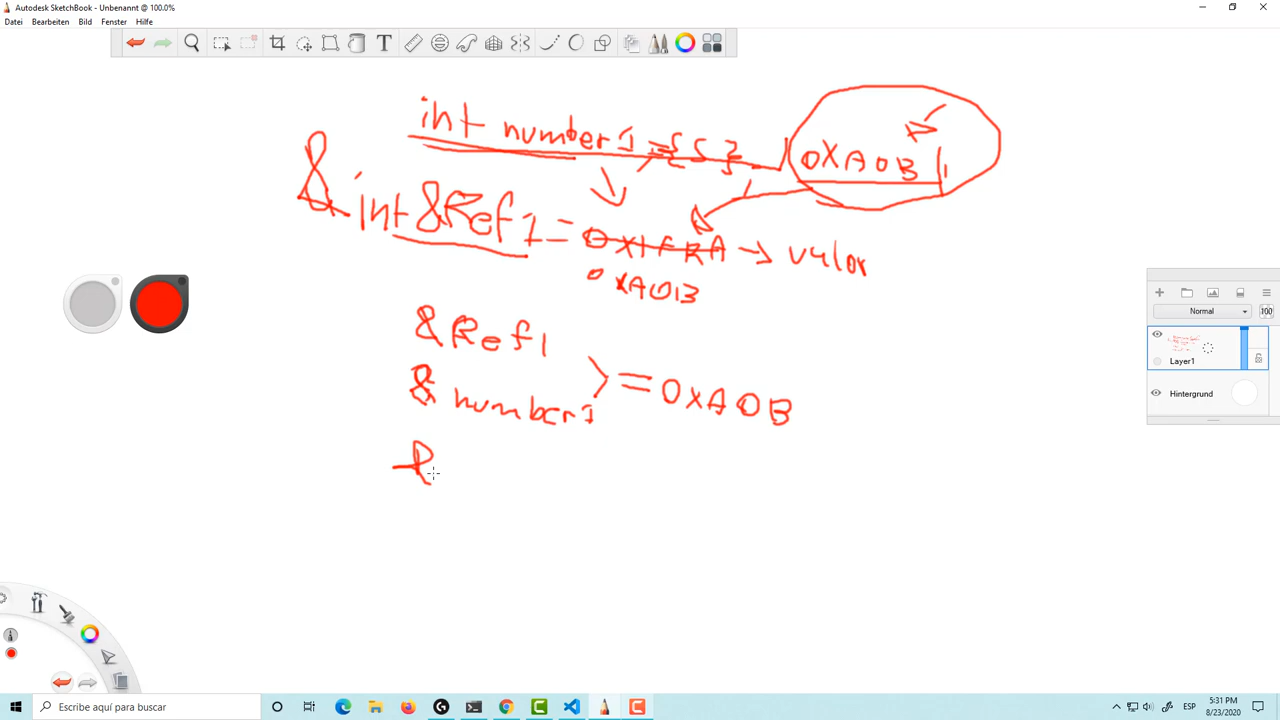 Autodesk SketchBook - Unbenannt @ 100.0%
Datei Bearbeiten Bild Fenster Hilfe
int number1 = {55} 0XA0B
&int&Ref1 = → valor
0XA0B
&Ref1
& number1 > = 0XA0B
R
Normal 100
Layer1
Hintergrund
Escribe aquí para buscar
ESP
5:31 PM
8/23/2020